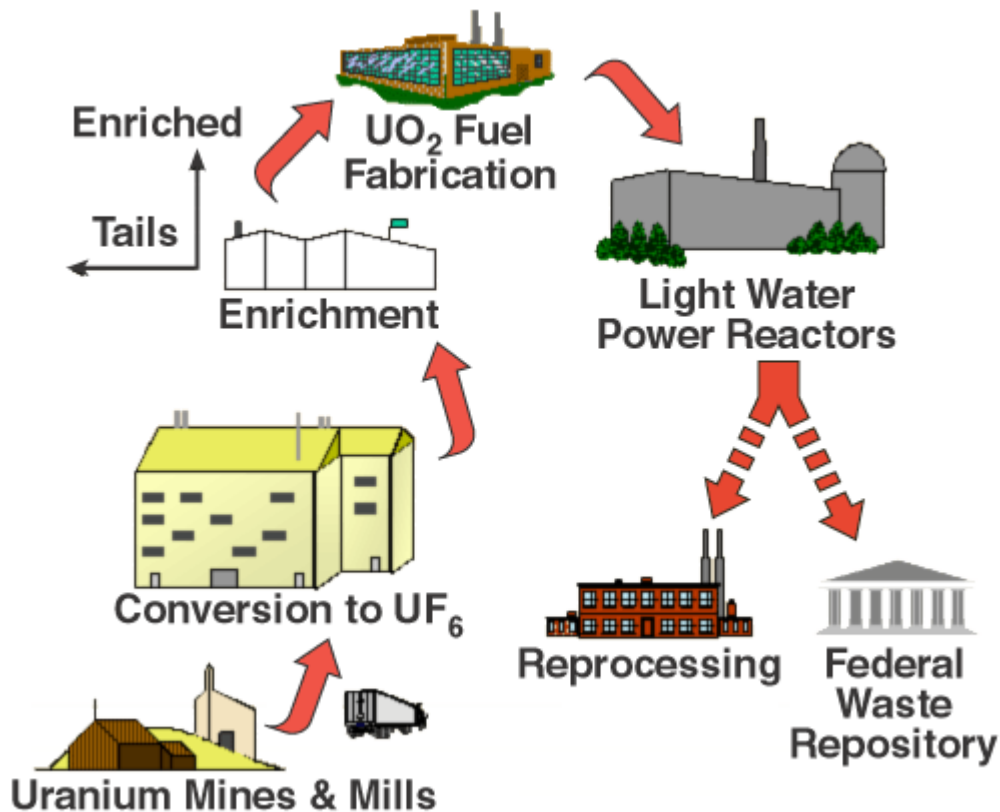 Enriched
Tails
UO₂ Fuel
Fabrication
Enrichment
Light Water
Power Reactors
Conversion to UF₆
Reprocessing
Federal
Waste
Repository
Uranium Mines & Mills